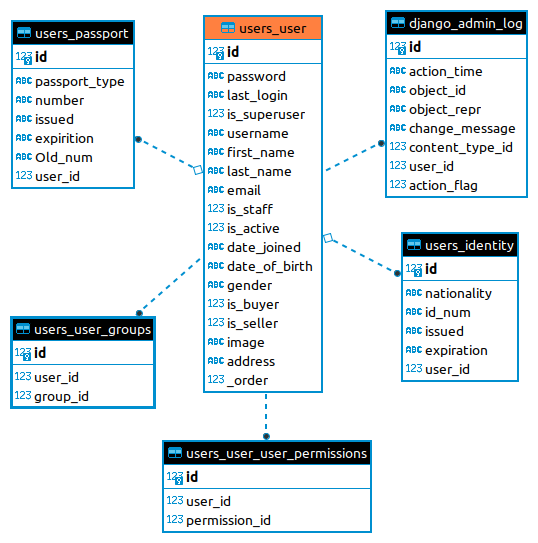 users_passport
123 id
ABC passport_type
ABC number
ABC issued
ABC expirition
ABC Old_num
123 user_id
users_user
123 id
ABC password
ABC last_login
123 is_superuser
ABC username
ABC first_name
ABC last_name
ABC email
123 is_staff
123 is_active
ABC date_joined
ABC date_of_birth
ABC gender
123 is_buyer
123 is_seller
ABC image
ABC address
123 _order
django_admin_log
123 id
ABC action_time
ABC object_id
ABC object_repr
ABC change_message
123 content_type_id
123 user_id
123 action_flag
users_identity
123 id
ABC nationality
ABC id_num
ABC issued
ABC expiration
123 user_id
users_user_groups
123 id
123 user_id
123 group_id
users_user_user_permissions
123 id
123 user_id
123 permission_id